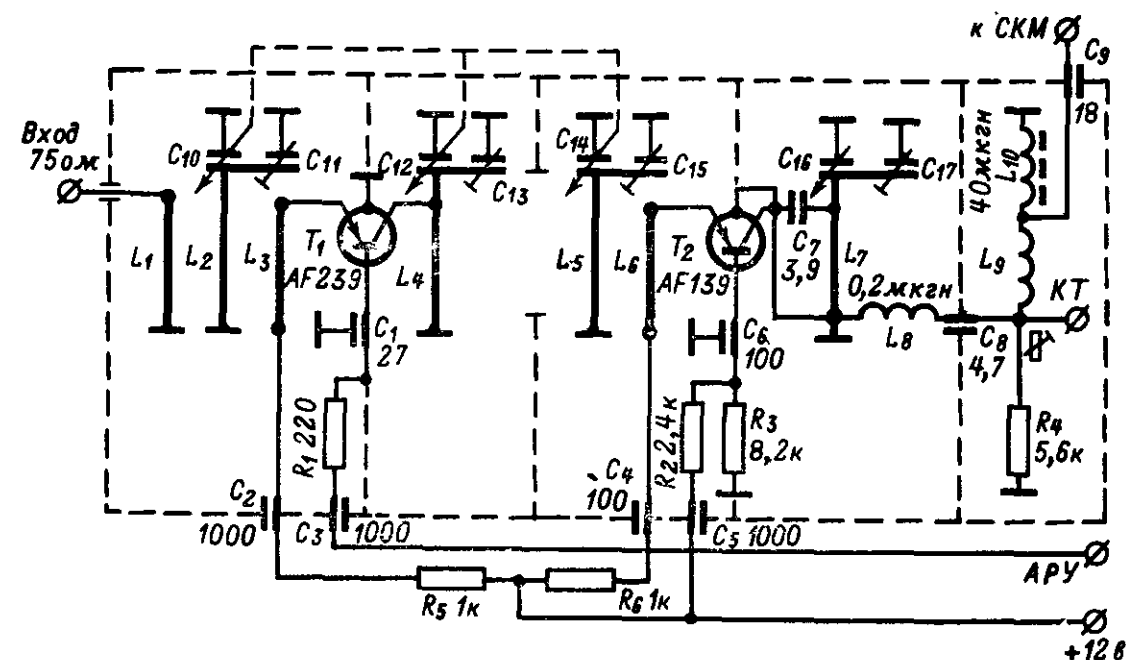 к СКМ
C9
18
Вход
75 ом
C10
C11
C12
C13
C14
C15
C16
C17
40мкгн
L10
L1
L2
L3
T1
AF239
L4
L5
L6
T2
AF139
C7
3,9
L7
0,2мкгн
L8
L9
КТ
C8
4,7
C1
27
C6
100
R1 220
R2 2,4к
R3
8,2к
R4
5,6к
C2
1000
C3
1000
C4
100
C5
1000
АРУ
R5 1к
R6 1к
+12 в